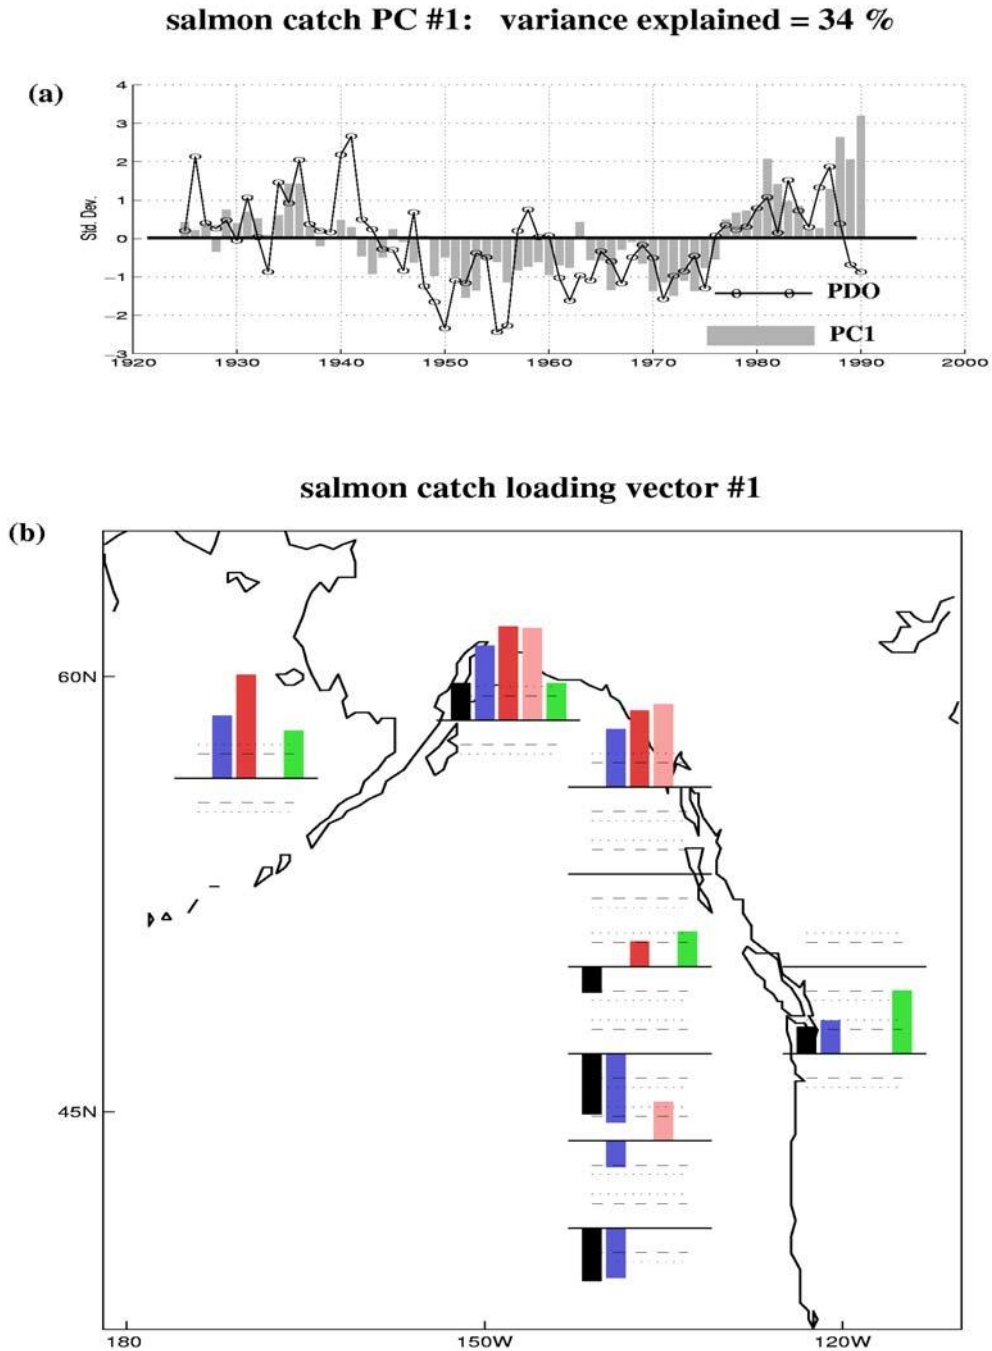 salmon catch PC #1: variance explained = 34 %
(a)
4
3
2
1
0
−1
−2
−3
Std. Dev.
PDO
PC1
1920 1930 1940 1950 1960 1970 1980 1990 2000
salmon catch loading vector #1
(b)
60N
45N
180 150W 120W